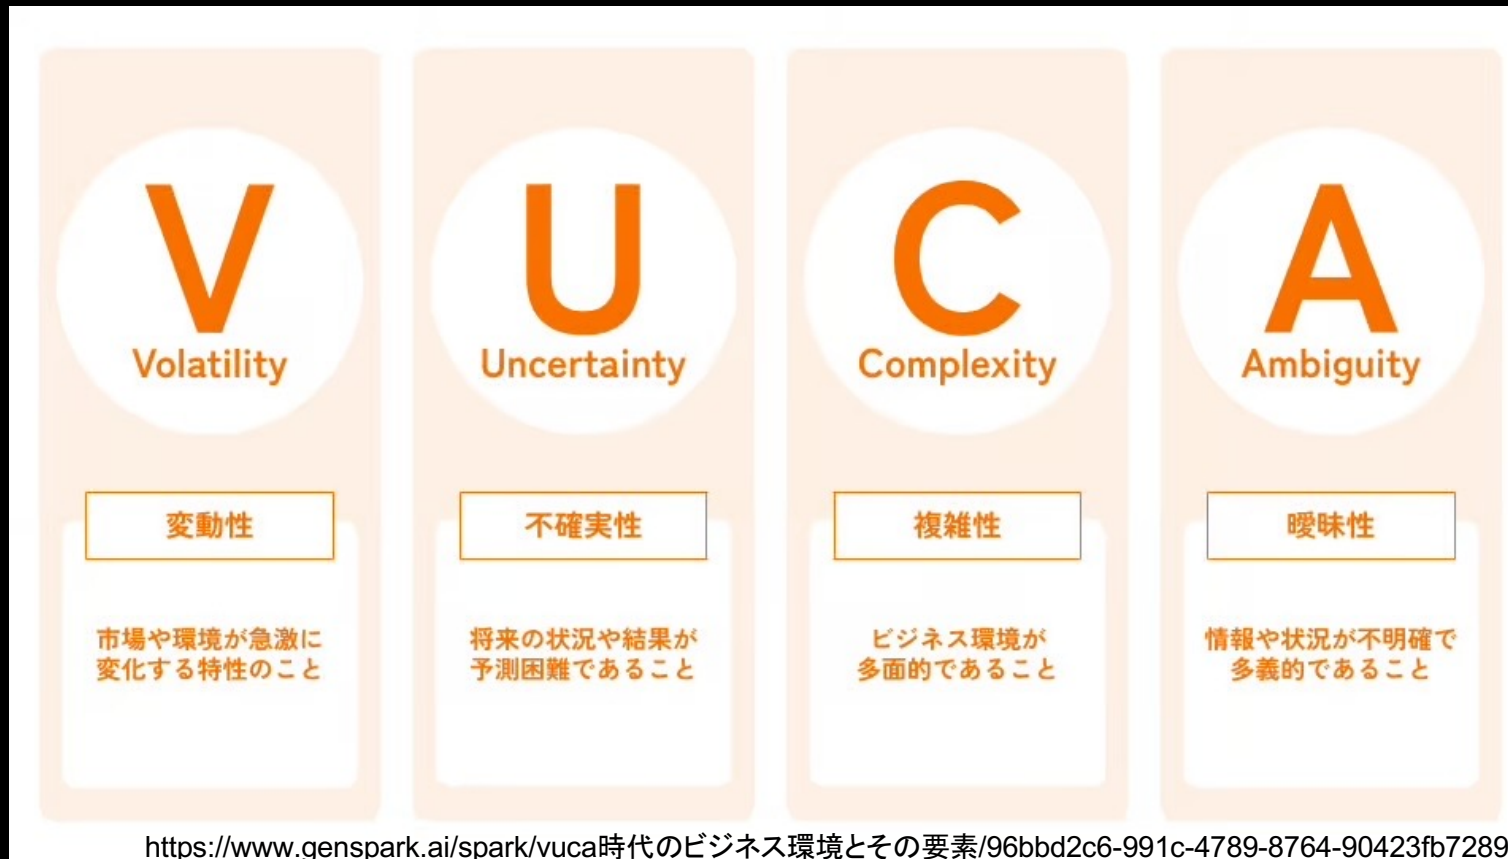 V
Volatility
変動性
市場や環境が急激に
変化する特性のこと
U
Uncertainty
不確実性
将来の状況や結果が
予測困難であること
C
Complexity
複雑性
ビジネス環境が
多面的であること
A
Ambiguity
曖昧性
情報や状況が不明確で
多義的であること
https://www.genspark.ai/spark/vuca時代のビジネス環境とその要素/96bbd2c6-991c-4789-8764-90423fb7289